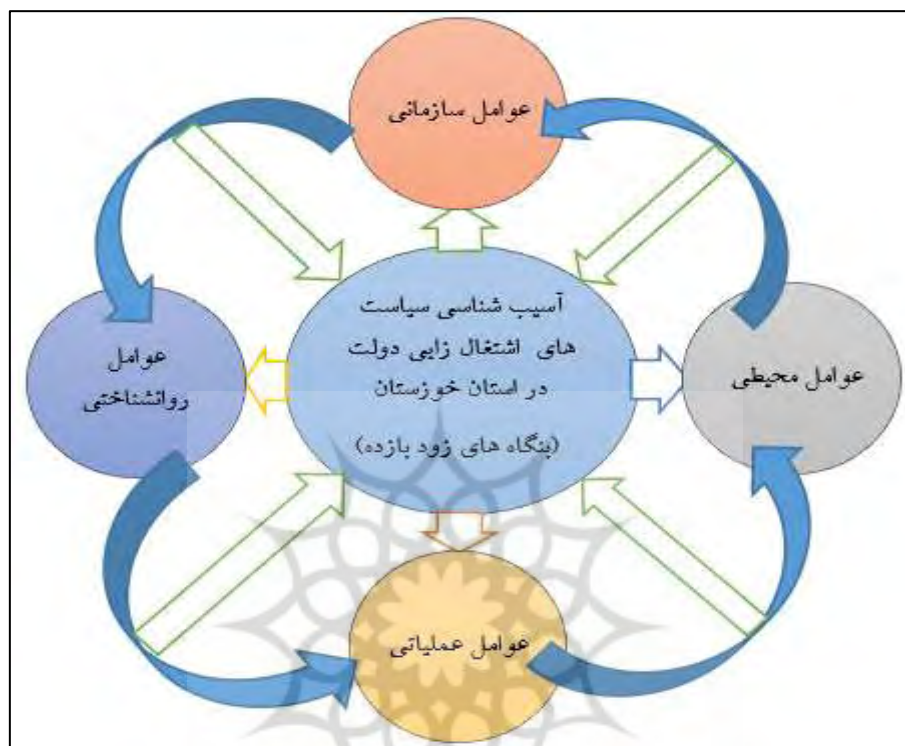 عوامل سازمانی
آسیب شناسی سیاست
های اشتغال زایی دولت
در استان خوزستان
(بنگاه های زود بازده)
عوامل محیطی
عوامل
روانشناختی
عوامل عملیاتی